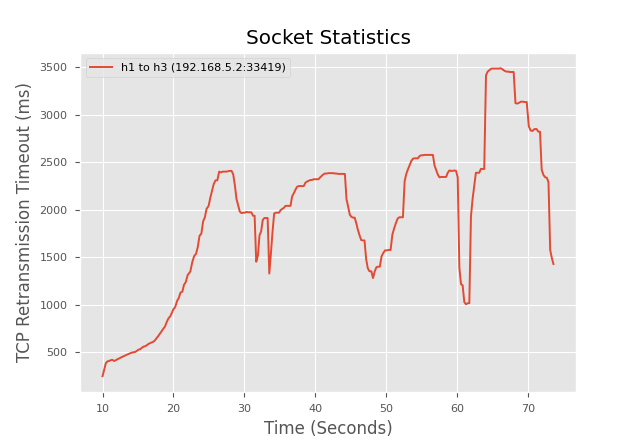 Socket Statistics
h1 to h3 (192.168.5.2:33419)
TCP Retransmission Timeout (ms)
3500
3000
2500
2000
1500
1000
500
10 20 30 40 50 60 70
Time (Seconds)